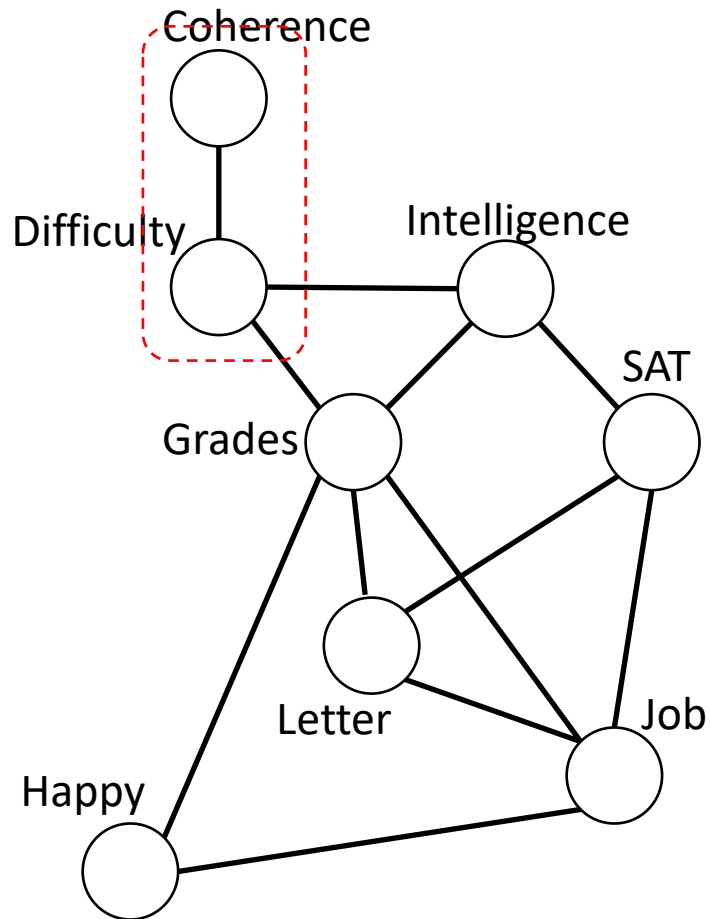 Coherence
Difficulty
Intelligence
SAT
Grades
Letter
Job
Happy